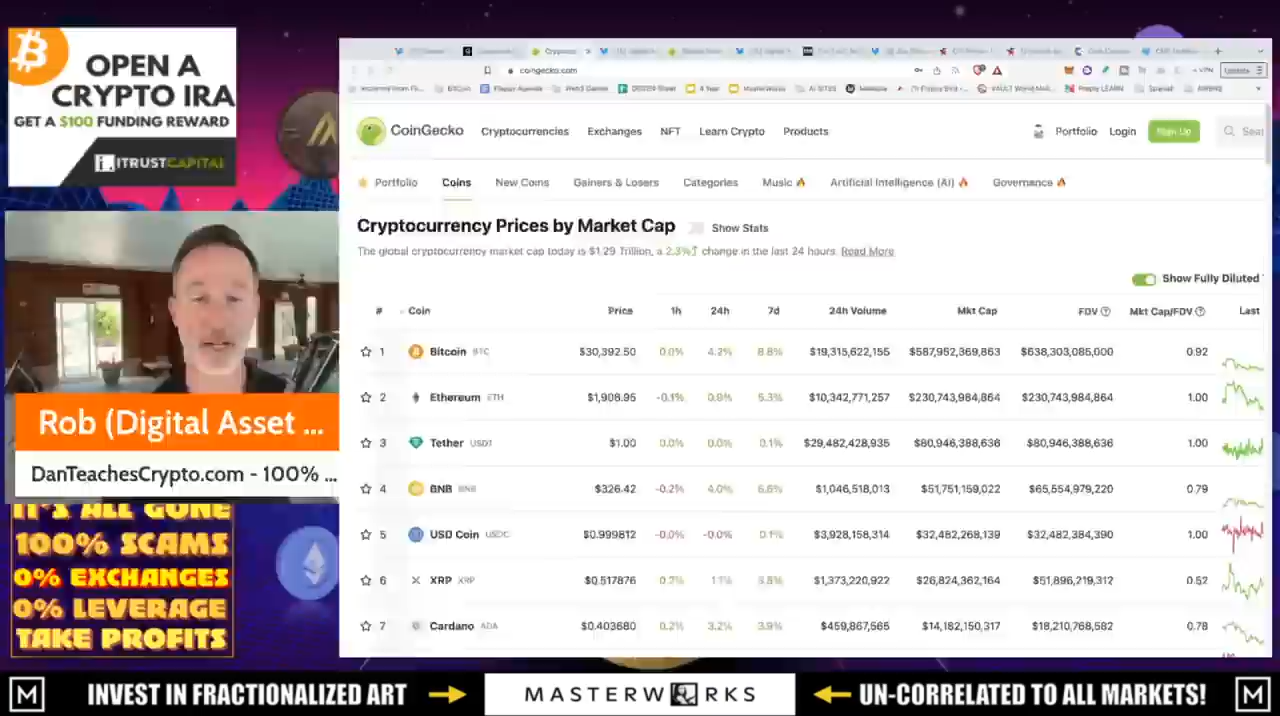 OPEN A
CRYPTO IRA
GET A $100 FUNDING REWARD
ITRUSTCAPITAL
Rob (Digital Asset ...
DanTeachesCrypto.com - 100% ...
IT'S ALL GONE
100% SCAMS
0% EXCHANGES
0% LEVERAGE
TAKE PROFITS
coingecko.com
CoinGecko Cryptocurrencies Exchanges NFT Learn Crypto Products Portfolio Login Sign Up
Portfolio Coins New Coins Gainers & Losers Categories Music Artificial Intelligence (AI) Governance
Cryptocurrency Prices by Market Cap Show Stats
The global cryptocurrency market cap today is $1.29 Trillion, a 2.3% change in the last 24 hours. Read More
Show Fully Diluted
# Coin Price 1h 24h 7d 24h Volume Mkt Cap FDV Mkt Cap/FDV Last
1 Bitcoin BTC $30,392.50 0.0% 4.2% 8.8% $19,315,622,155 $587,952,369,863 $638,303,085,000 0.92
2 Ethereum ETH $1,908.95 -0.1% 0.8% 5.3% $10,342,771,257 $230,743,984,864 $230,743,984,864 1.00
3 Tether USDT $1.00 0.0% 0.0% 0.1% $29,482,428,935 $80,946,388,636 $80,946,388,636 1.00
4 BNB BNB $326.42 -0.2% 4.0% 6.6% $1,046,518,013 $51,751,159,022 $65,554,979,220 0.79
5 USD Coin USDC $0.999812 -0.0% -0.0% 0.1% $3,928,158,314 $32,482,268,139 $32,482,384,390 1.00
6 XRP XRP $0.517876 0.2% 1.1% $1,373,220,922 $26,824,362,164 $51,896,219,312 0.52
7 Cardano ADA $0.403680 0.2% 3.2% 3.9% $459,867,565 $14,182,150,317 $18,210,768,582 0.78
M INVEST IN FRACTIONALIZED ART MASTERWORKS UN-CORRELATED TO ALL MARKETS! M